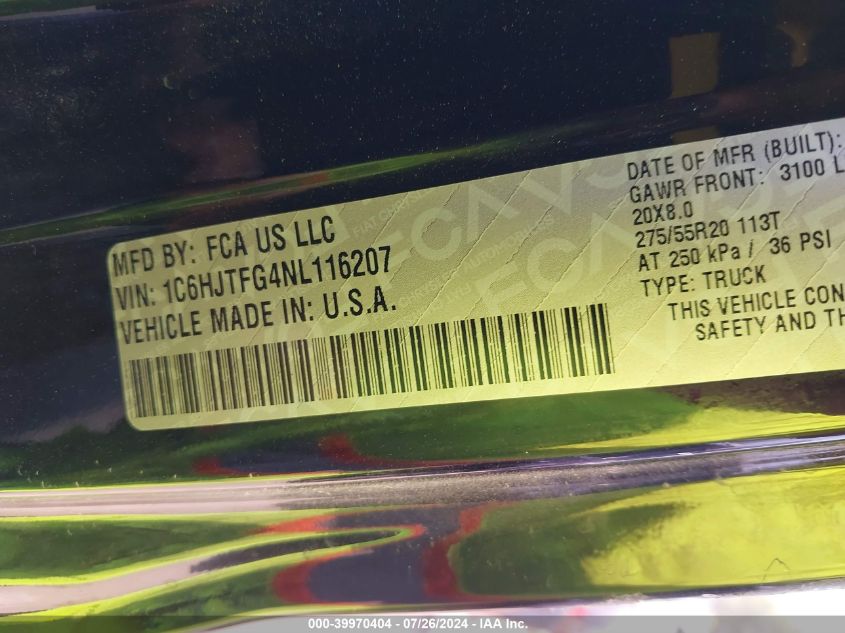 MFD BY: FCA US LLC
VIN: 1C6HJTFG4NL116207
VEHICLE MADE IN: U.S.A.
DATE OF MFR (BUILT):
GAWR FRONT: 3100 L
20X8.0
275/55R20 113T
AT 250 kPa / 36 PSI
TYPE: TRUCK
THIS VEHICLE CON
SAFETY AND TH
000-39970404 - 07/26/2024 - IAA Inc.